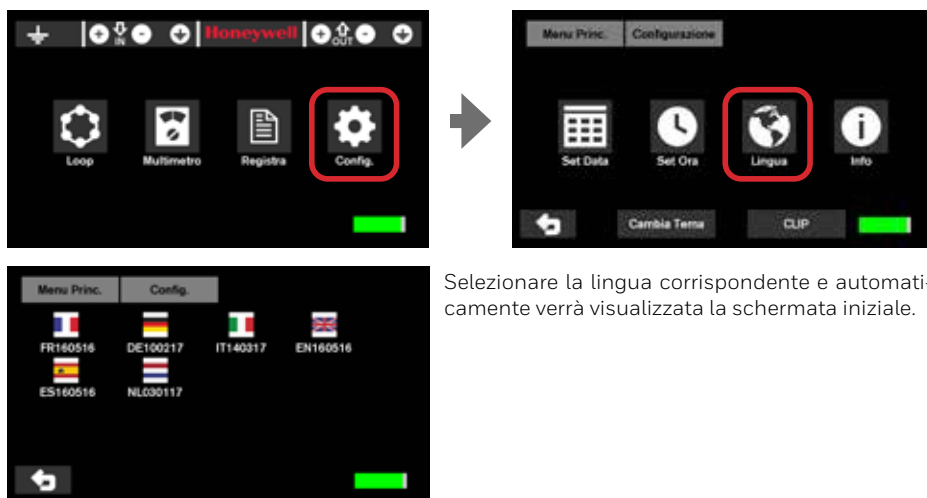 IN Honeywell OUT
Loop Multimetro Registra Config.
Menu Princ. Configurazione
Set Data Set Ora Lingua Info
Cambia Tema CLIP
Menu Princ. Config.
FR160516 DE100217 IT140317 EN160516
ES160516 NL030117
Selezionare la lingua corrispondente e automati-
camente verrà visualizzata la schermata iniziale.